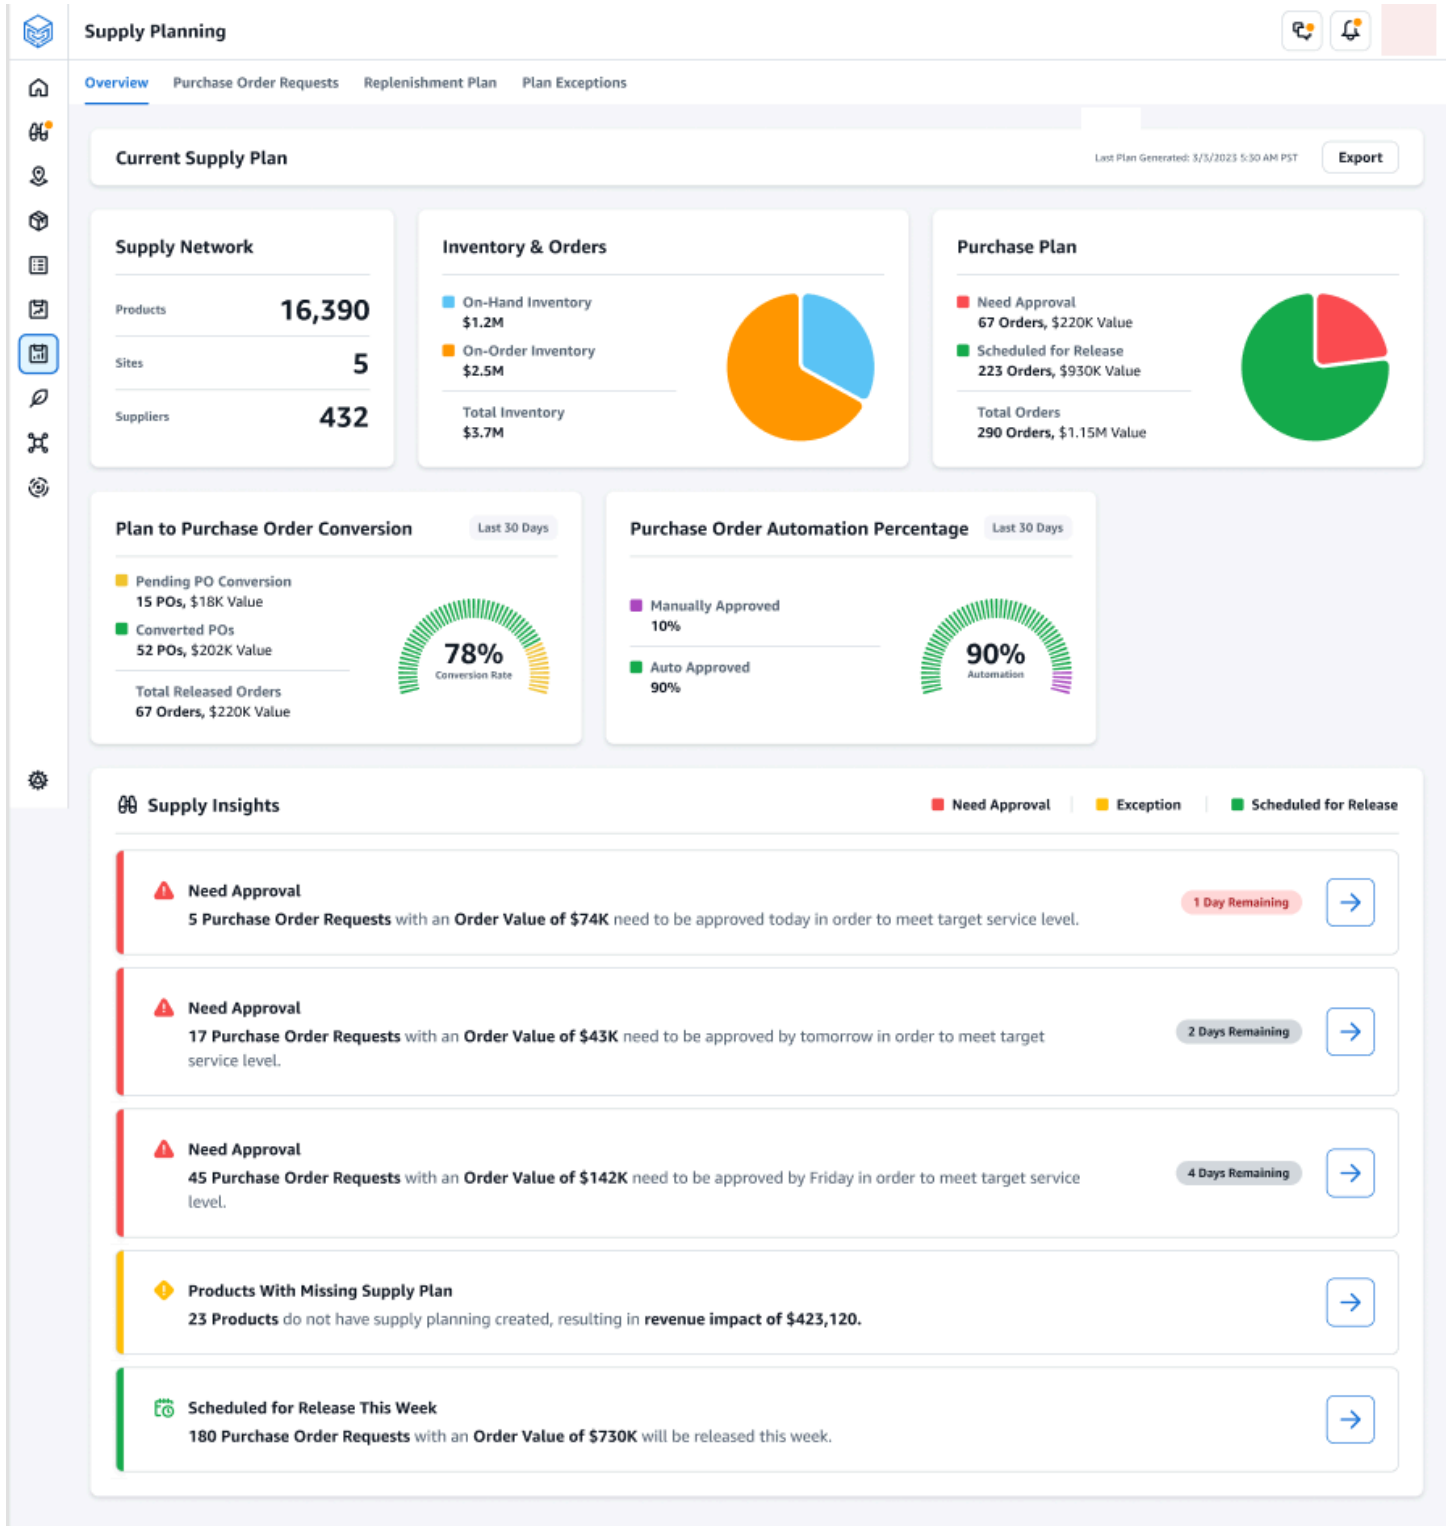 Supply Planning
Overview Purchase Order Requests Replenishment Plan Plan Exceptions
Current Supply Plan
Last Plan Generated: 3/3/2023 5:30 AM PST
Export
Supply Network
Products 16,390
Sites 5
Suppliers 432
Inventory & Orders
On-Hand Inventory
$1.2M
On-Order Inventory
$2.5M
Total Inventory
$3.7M
Purchase Plan
Need Approval
67 Orders, $220K Value
Scheduled for Release
223 Orders, $930K Value
Total Orders
290 Orders, $1.15M Value
Plan to Purchase Order Conversion Last 30 Days
Pending PO Conversion
15 POs, $18K Value
Converted POs
52 POs, $202K Value
Total Released Orders
67 Orders, $220K Value
78%
Conversion Rate
Purchase Order Automation Percentage Last 30 Days
Manually Approved
10%
Auto Approved
90%
90%
Automation
Supply Insights
Need Approval Exception Scheduled for Release
Need Approval
5 Purchase Order Requests with an Order Value of $74K need to be approved today in order to meet target service level.
1 Day Remaining
Need Approval
17 Purchase Order Requests with an Order Value of $43K need to be approved by tomorrow in order to meet target
service level.
2 Days Remaining
Need Approval
45 Purchase Order Requests with an Order Value of $142K need to be approved by Friday in order to meet target service
level.
4 Days Remaining
Products With Missing Supply Plan
23 Products do not have supply planning created, resulting in revenue impact of $423,120.
Scheduled for Release This Week
180 Purchase Order Requests with an Order Value of $730K will be released this week.